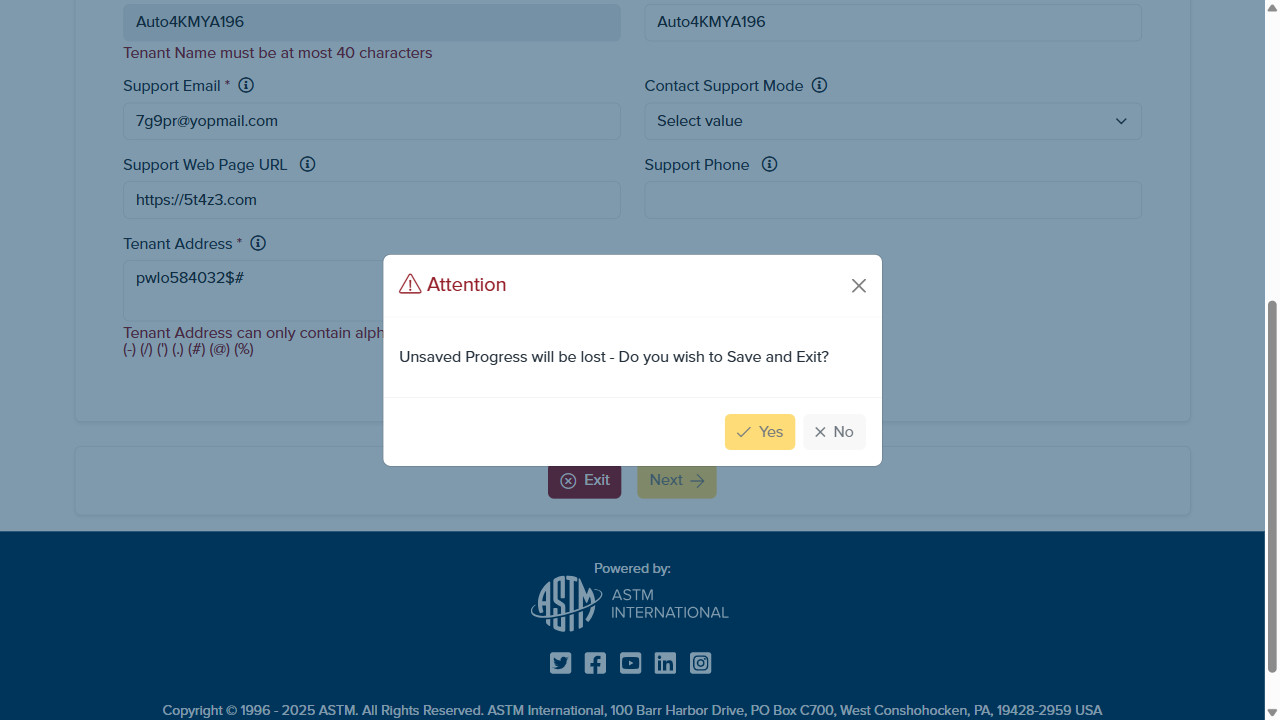 Auto4KMYA196
Auto4KMYA196
Tenant Name must be at most 40 characters
Support Email *
Contact Support Mode
7g9pr@yopmail.com
Select value
Support Web Page URL
Support Phone
https://5t4z3.com
Tenant Address *
pwlo584032$#
Tenant Address can only contain alph
(-) (/) (') (.) (#) (@) (%)
Attention
Unsaved Progress will be lost - Do you wish to Save and Exit?
Yes
No
Exit
Next
Powered by:
ASTM
ASTM
INTERNATIONAL
Copyright © 1996 - 2025 ASTM. All Rights Reserved. ASTM International, 100 Barr Harbor Drive, PO Box C700, West Conshohocken, PA, 19428-2959 USA